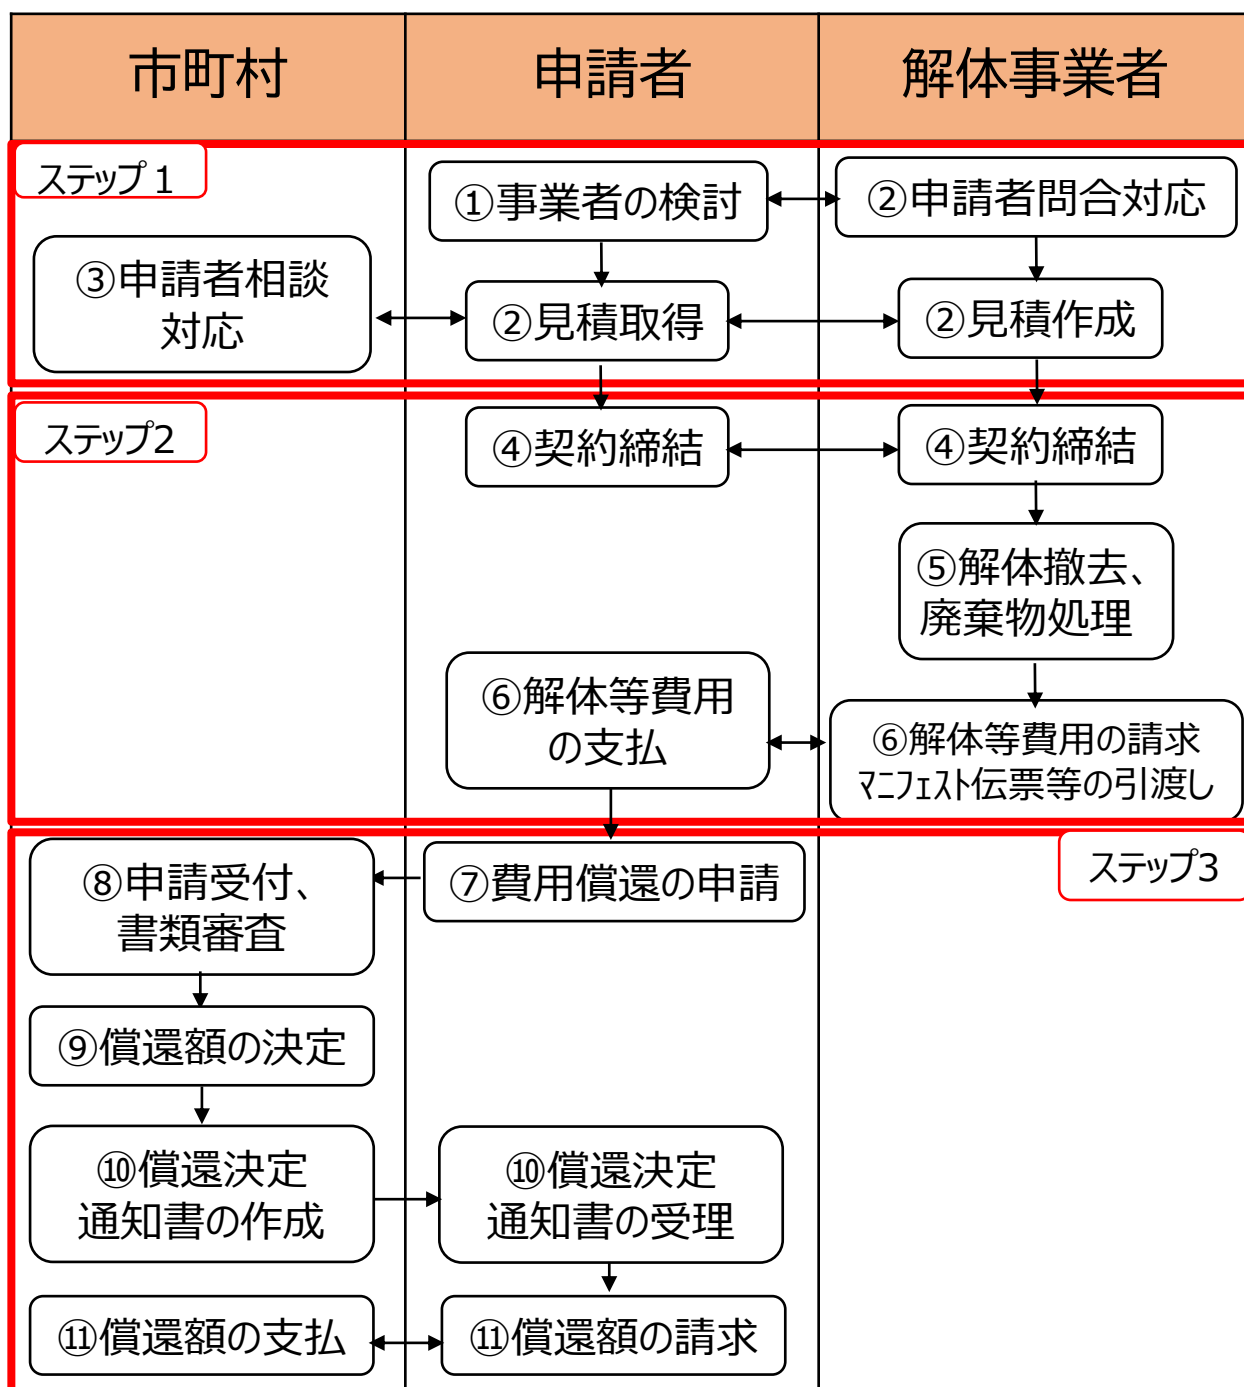 市町村
申請者
解体事業者
ステップ1
①事業者の検討
②申請者問合対応
③申請者相談
対応
②見積取得
②見積作成
ステップ2
④契約締結
④契約締結
⑤解体撤去、
廃棄物処理
⑥解体等費用
の支払
⑥解体等費用の請求
マニフェスト伝票等の引渡し
ステップ3
⑧申請受付、
書類審査
⑦費用償還の申請
⑨償還額の決定
⑩償還決定
通知書の作成
⑩償還決定
通知書の受理
⑪償還額の支払
⑪償還額の請求